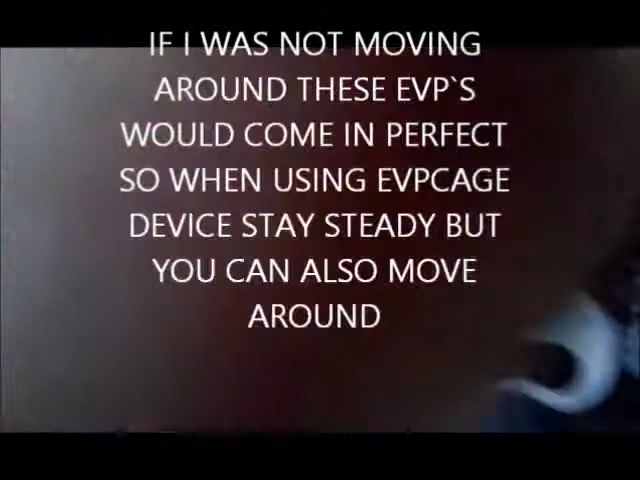 IF I WAS NOT MOVING
AROUND THESE EVP`S
WOULD COME IN PERFECT
SO WHEN USING EVPCAGE
DEVICE STAY STEADY BUT
YOU CAN ALSO MOVE
AROUND